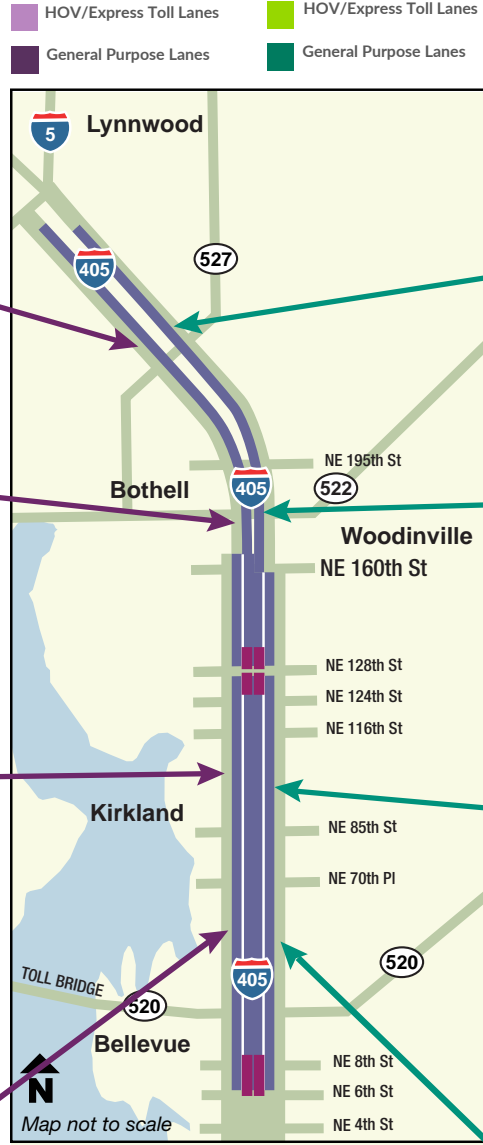 HOV/Express Toll Lanes
HOV/Express Toll Lanes
General Purpose Lanes
General Purpose Lanes
5
Lynnwood
527
405
NE 195th St
Bothell
405
522
Woodinville
NE 160th St
NE 128th St
NE 124th St
NE 116th St
Kirkland
NE 85th St
NE 70th Pl
520
405
TOLL BRIDGE
520
Bellevue
NE 8th St
NE 6th St
N
Map not to scale
NE 4th St